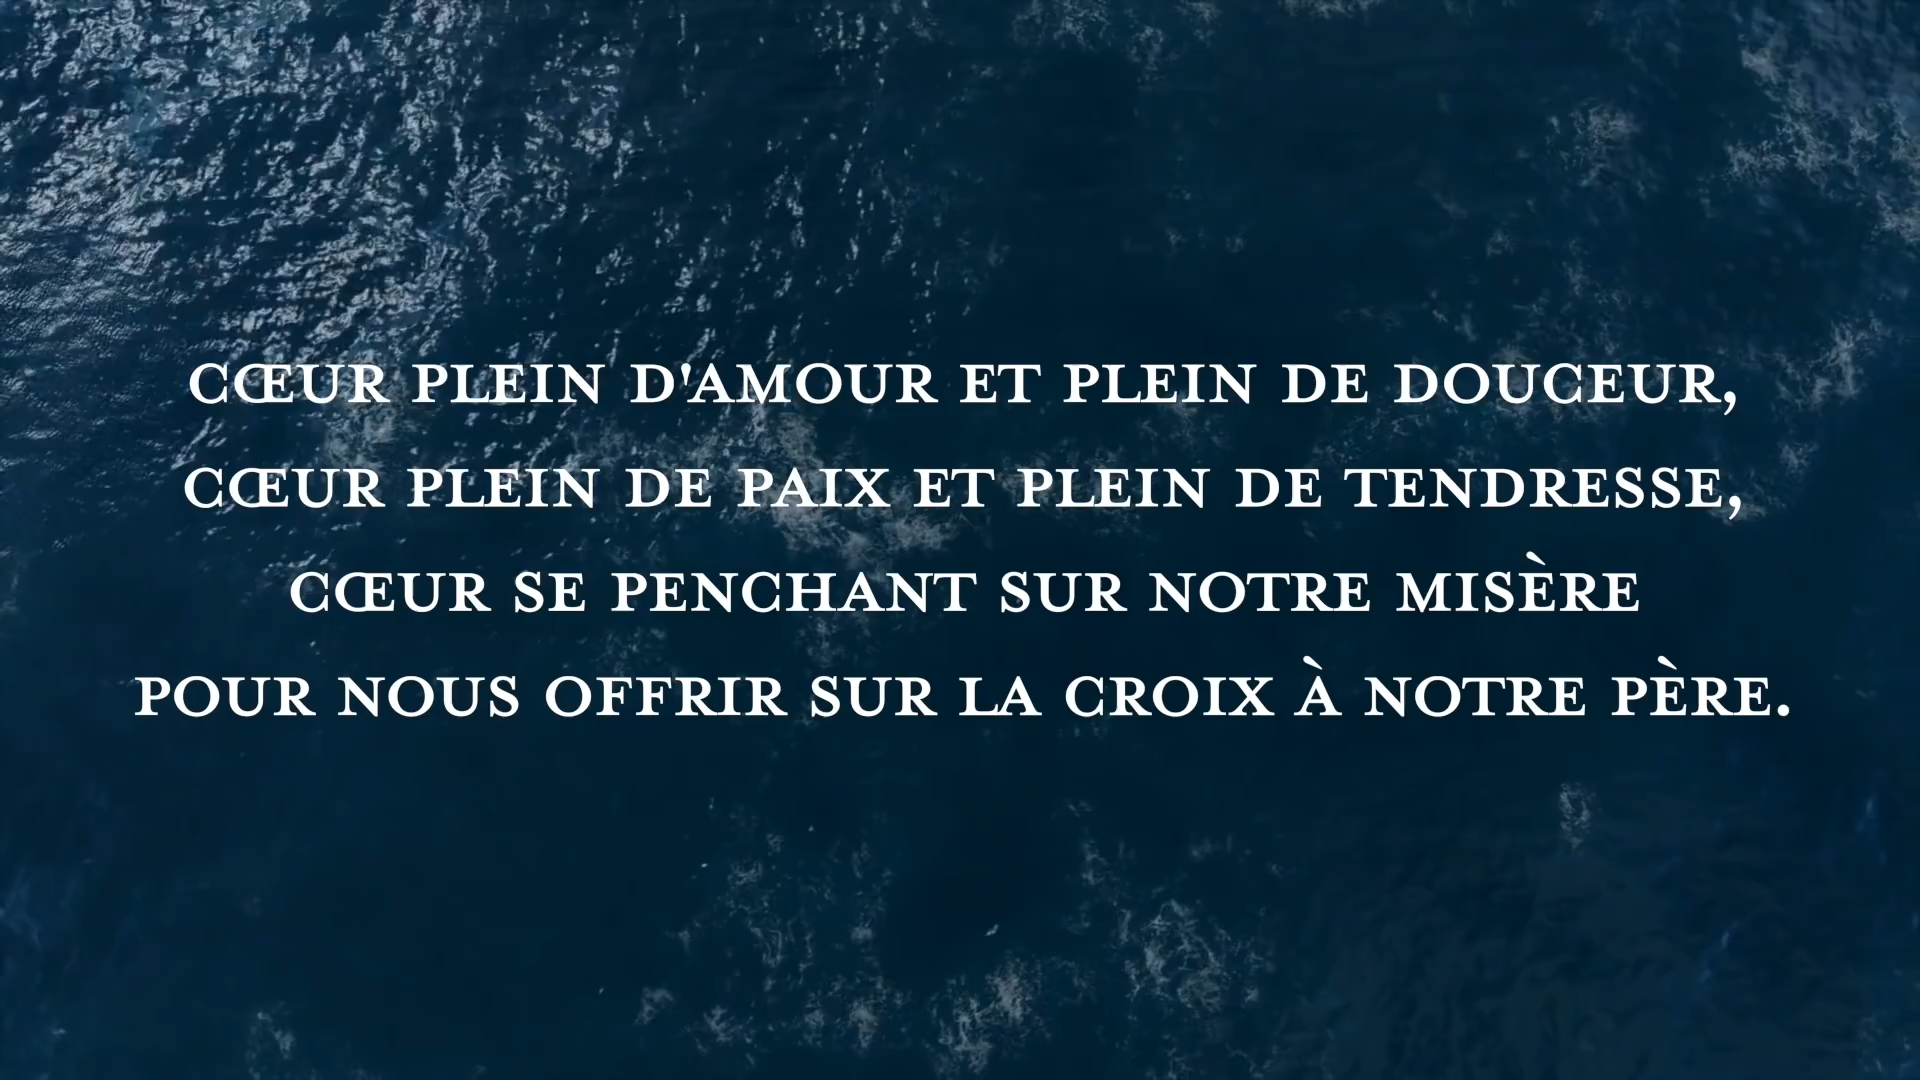 CŒUR PLEIN D'AMOUR ET PLEIN DE DOUCEUR,
CŒUR PLEIN DE PAIX ET PLEIN DE TENDRESSE,
CŒUR SE PENCHANT SUR NOTRE MISÈRE
POUR NOUS OFFRIR SUR LA CROIX À NOTRE PÈRE.